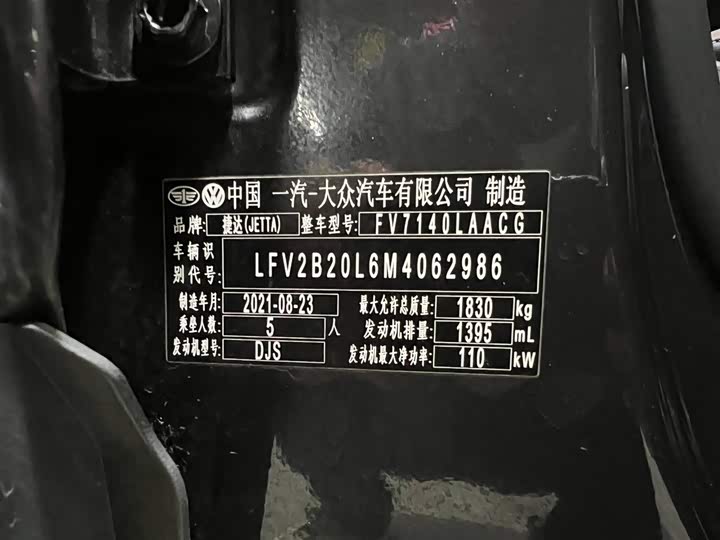 中国 一汽-大众汽车有限公司 制造
品牌: 捷达(JETTA) 整车型号: FV7140LAACG
车辆识别代号: LFV2B20L6M4062986
制造年月: 2021-08-23 最大允许总质量: 1830 kg
乘坐人数: 5 人 发动机排量: 1395 mL
发动机型号: DJS 发动机最大净功率: 110 kW